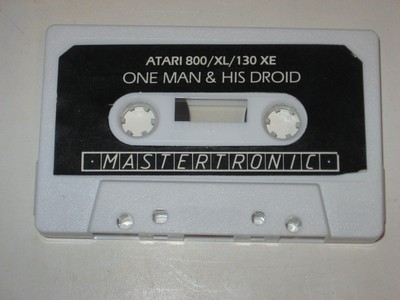 ATARI 800/XL/130 XE
ONE MAN & HIS DROID
· MASTERTRONIC ·